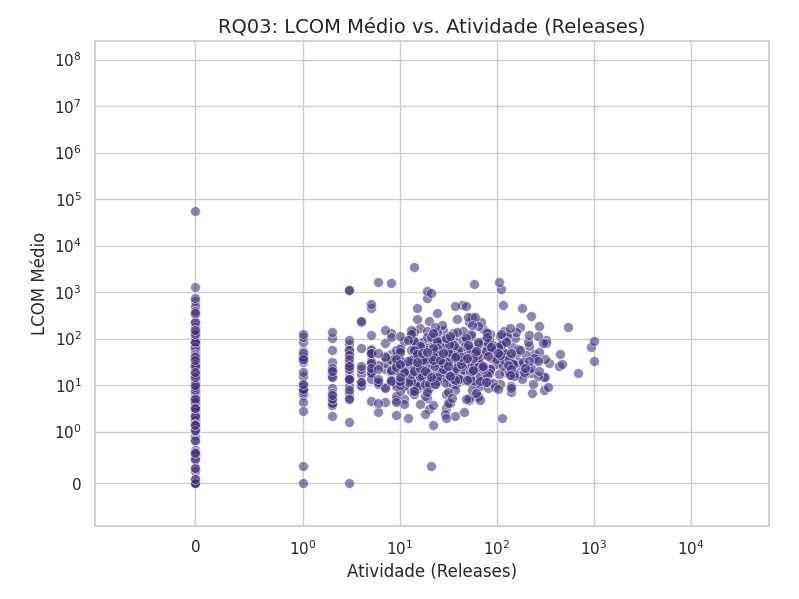 RQ03: LCOM Médio vs. Atividade (Releases)
LCOM Médio
10⁸
10⁷
10⁶
10⁵
10⁴
10³
10²
10¹
10⁰
0
0 10⁰ 10¹ 10² 10³ 10⁴
Atividade (Releases)